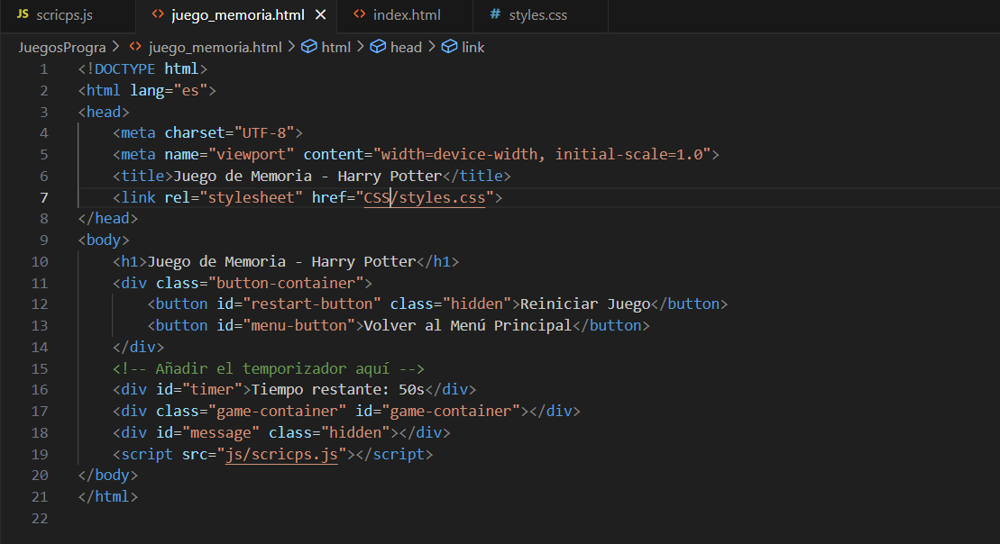 JS scricps.js <> juego_memoria.html × <> index.html # styles.css
JuegosProgra > <> juego_memoria.html > html > head > link
1 <!DOCTYPE html>
2 <html lang="es">
3 <head>
4 <meta charset="UTF-8">
5 <meta name="viewport" content="width=device-width, initial-scale=1.0">
6 <title>Juego de Memoria - Harry Potter</title>
7 <link rel="stylesheet" href="CSS/styles.css">
8 </head>
9 <body>
10 <h1>Juego de Memoria - Harry Potter</h1>
11 <div class="button-container">
12 <button id="restart-button" class="hidden">Reiniciar Juego</button>
13 <button id="menu-button">Volver al Menú Principal</button>
14 </div>
15 <!-- Añadir el temporizador aquí -->
16 <div id="timer">Tiempo restante: 50s</div>
17 <div class="game-container" id="game-container"></div>
18 <div id="message" class="hidden"></div>
19 <script src="js/scricps.js"></script>
20 </body>
21 </html>
22